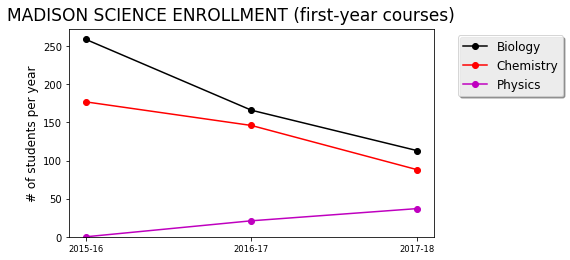 MADISON SCIENCE ENROLLMENT (first-year courses)
# of students per year
250
200
150
100
50
0
2015-16
2016-17
2017-18
Biology
Chemistry
Physics